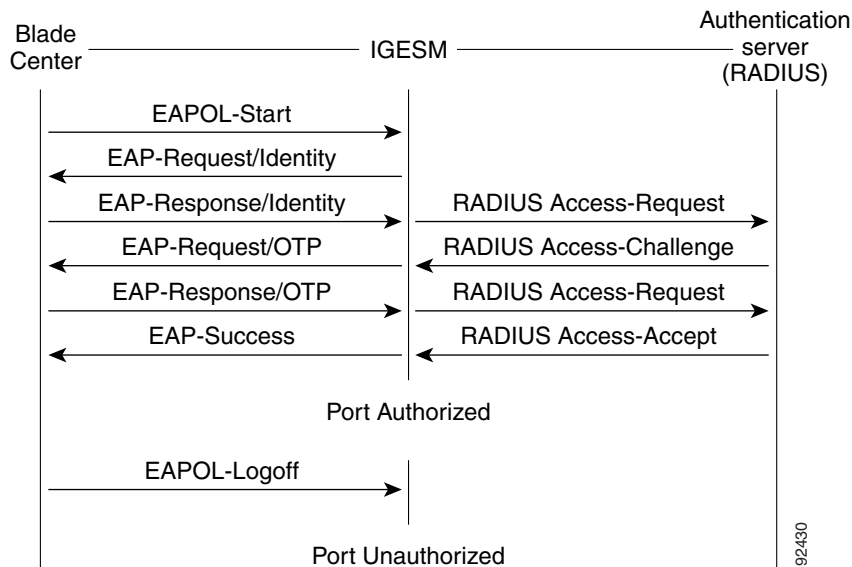 Blade
Center
IGESM
Authentication
server
(RADIUS)
EAPOL-Start
EAP-Request/Identity
EAP-Response/Identity
RADIUS Access-Request
EAP-Request/OTP
RADIUS Access-Challenge
EAP-Response/OTP
RADIUS Access-Request
EAP-Success
RADIUS Access-Accept
Port Authorized
EAPOL-Logoff
Port Unauthorized
92430